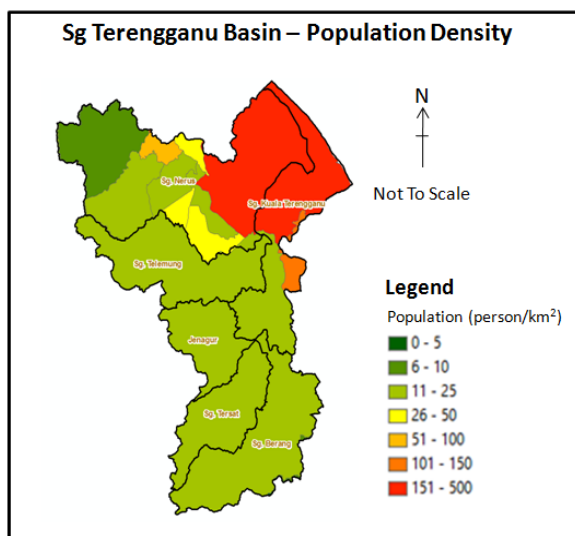 Sg Terengganu Basin – Population Density
N
Not To Scale
Sg. Nerus
Sg. Kuala Terengganu
Sg. Telemung
Jenagur
Sg. Tersat
Sg. Berang
Legend
Population (person/km²)
0 - 5
6 - 10
11 - 25
26 - 50
51 - 100
101 - 150
151 - 500